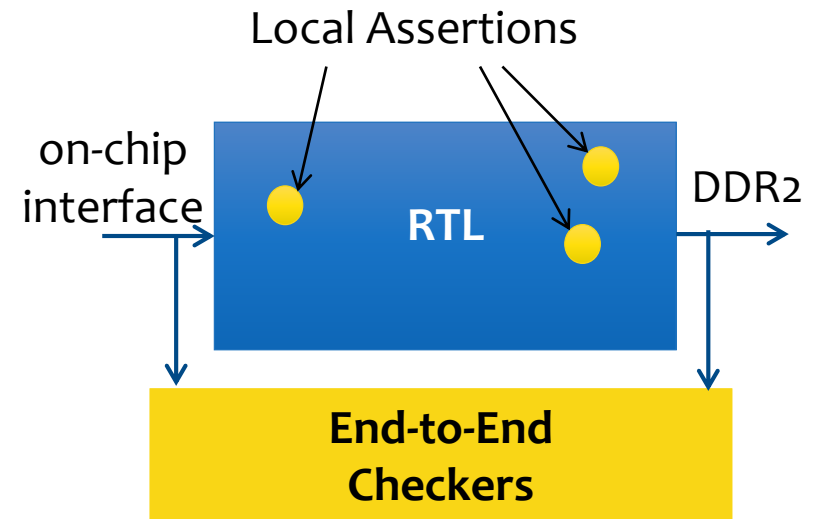 Local Assertions
on-chip
interface
RTL
DDR2
End-to-End
Checkers